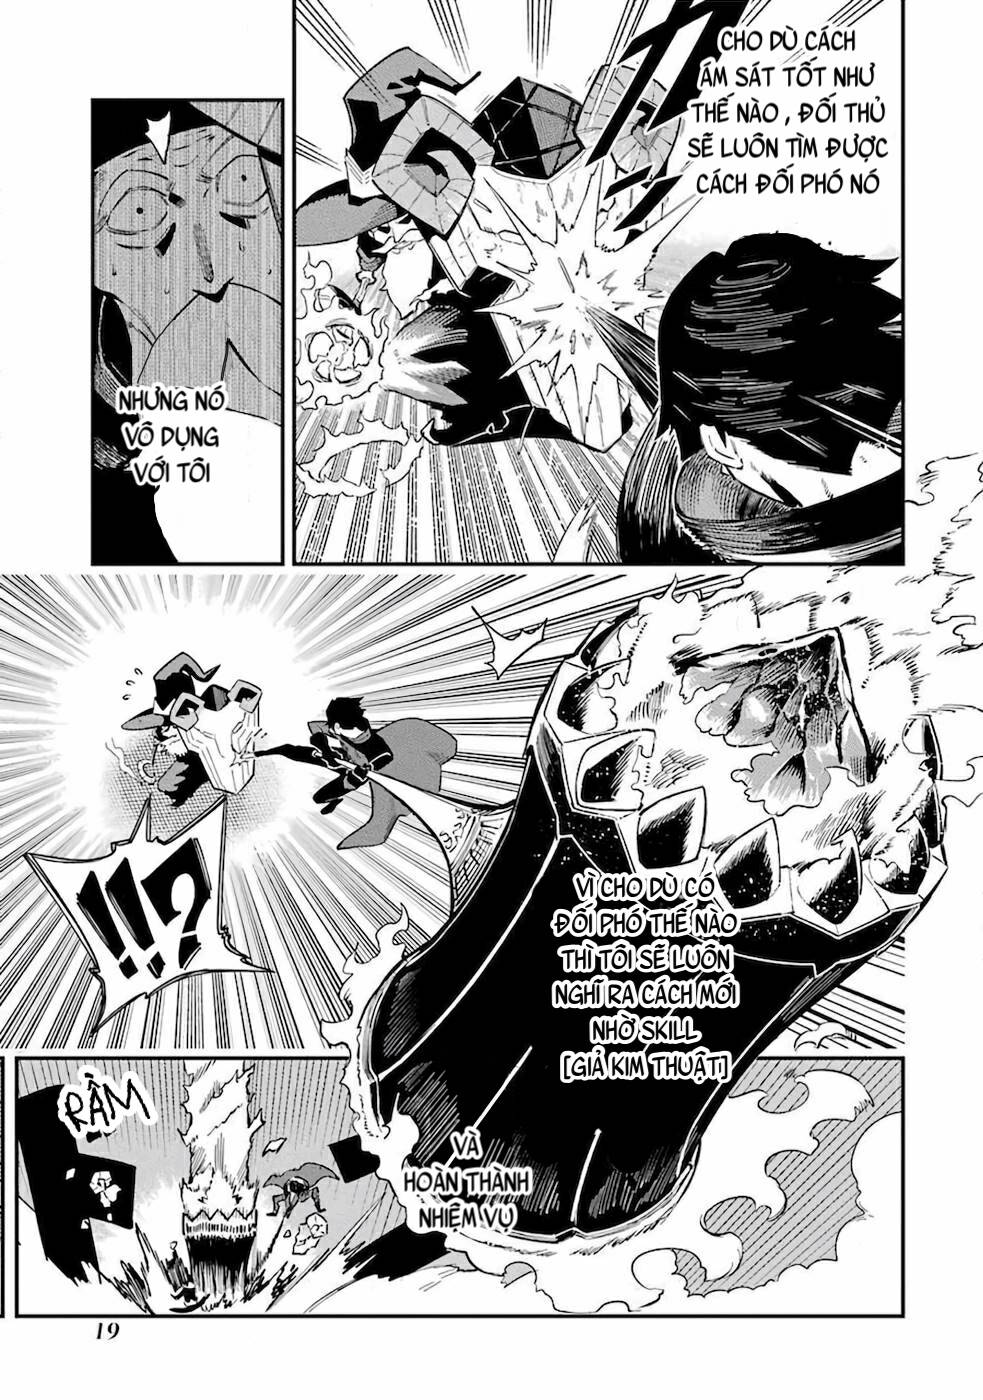 CHO DÙ CÁCH
ÁM SÁT TỐT NHƯ
THẾ NÀO , ĐỐI THỦ
SẼ LUÔN TÌM ĐƯỢC
CÁCH ĐỐI PHÓ NÓ
NHƯNG NÓ
VÔ DỤNG
VỚI TÔI
!!?
VÌ CHO DÙ CÓ
ĐỐI PHÓ THẾ NÀO
THÌ TÔI SẼ LUÔN
NGHĨ RA CÁCH MỚI
NHỜ SKILL
[GIẢ KIM THUẬT]
RẦM
VÀ
HOÀN THÀNH
NHIỆM VỤ
19